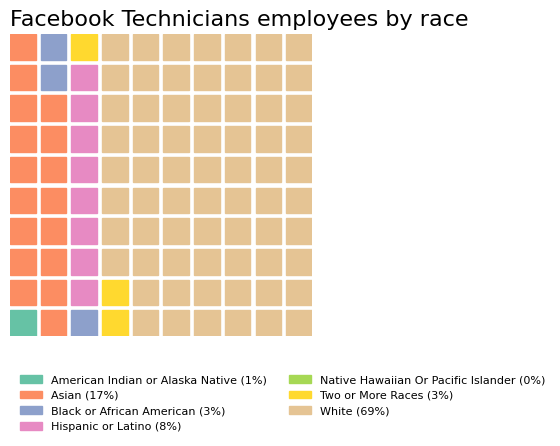 Facebook Technicians employees by race
American Indian or Alaska Native (1%)
Asian (17%)
Black or African American (3%)
Hispanic or Latino (8%)
Native Hawaiian Or Pacific Islander (0%)
Two or More Races (3%)
White (69%)